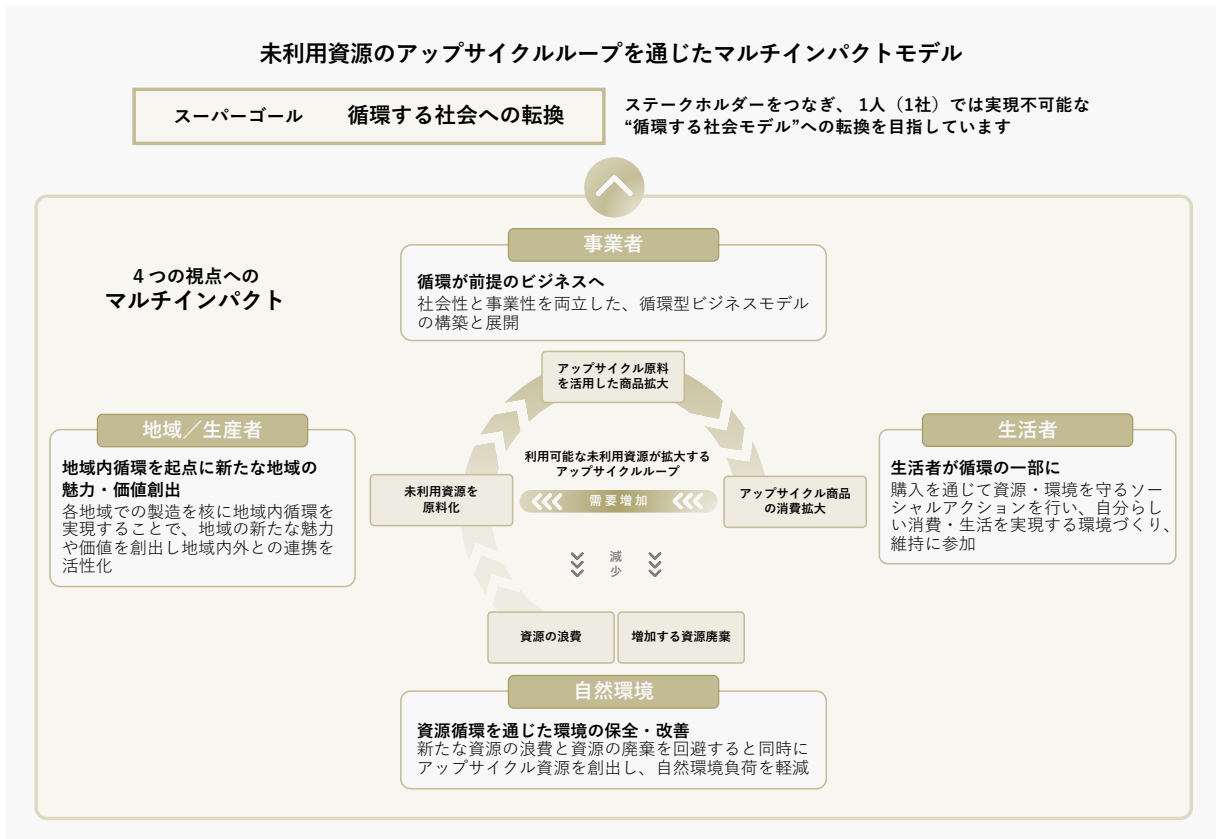 未利用資源のアップサイクルループを通じたマルチインパクトモデル
スーパーゴール 循環する社会への転換
ステークホルダーをつなぎ、 1人（1社）では実現不可能な
“循環する社会モデル”への転換を目指しています
4つの視点への
マルチインパクト
事業者
循環が前提のビジネスへ
社会性と事業性を両立した、循環型ビジネスモデル
の構築と展開
アップサイクル原料
を活用した商品拡大
地域／生産者
地域内循環を起点に新たな地域の
魅力・価値創出
各地域での製造を核に地域内循環を
実現することで、地域の新たな魅力
や価値を創出し地域内外との連携を
活性化
未利用資源を
原料化
利用可能な未利用資源が拡大する
アップサイクルループ
需要増加
アップサイクル商品
の消費拡大
生活者
生活者が循環の一部に
購入を通じて資源・環境を守るソー
シャルアクションを行い、自分らし
い消費・生活を実現する環境づくり、
維持に参加
減
少
資源の浪費
増加する資源廃棄
自然環境
資源循環を通じた環境の保全・改善
新たな資源の浪費と資源の廃棄を回避すると同時に
アップサイクル資源を創出し、自然環境負荷を軽減